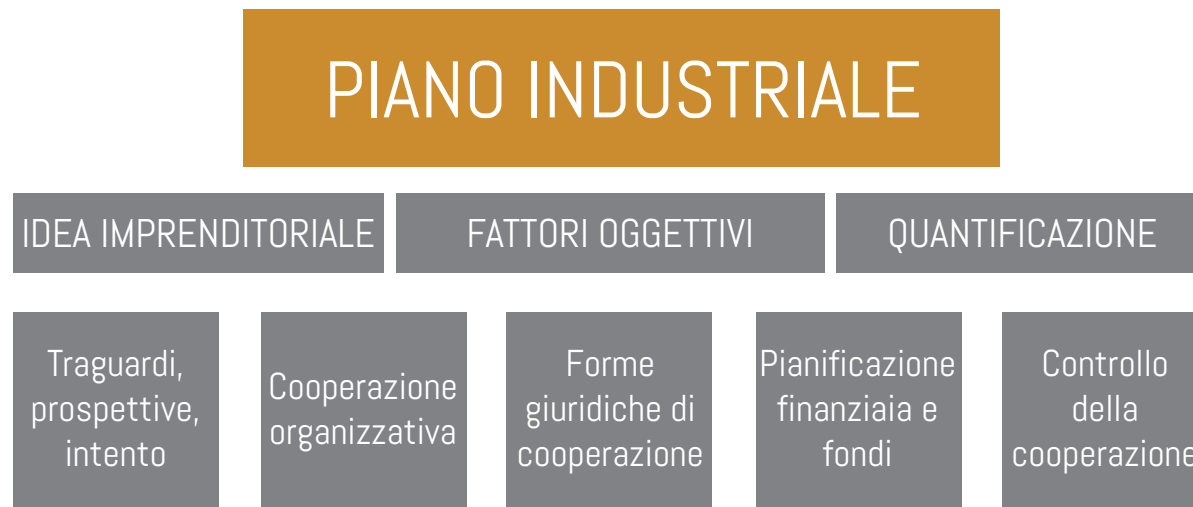 PIANO INDUSTRIALE
IDEA IMPRENDITORIALE
FATTORI OGGETTIVI
QUANTIFICAZIONE
Traguardi,
prospettive,
intento
Cooperazione
organizzativa
Forme
giuridiche di
cooperazione
Pianificazione
finanziaia e
fondi
Controllo
della
cooperazione